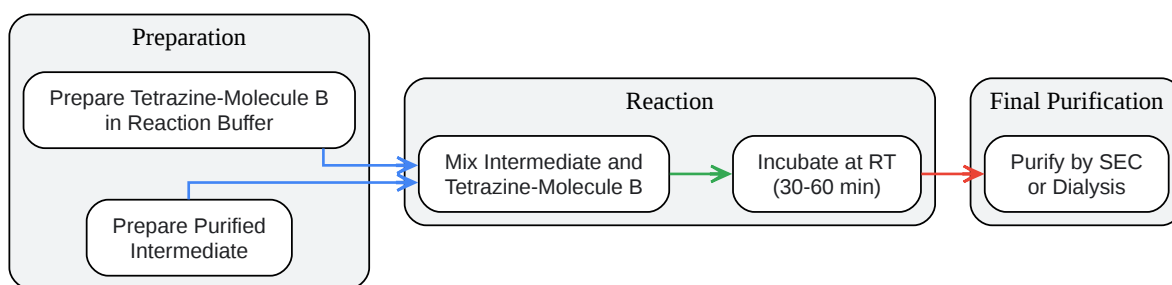 Preparation
Prepare Tetrazine-Molecule B
in Reaction Buffer
Prepare Purified
Intermediate
Reaction
Mix Intermediate and
Tetrazine-Molecule B
Incubate at RT
(30-60 min)
Final Purification
Purify by SEC
or Dialysis